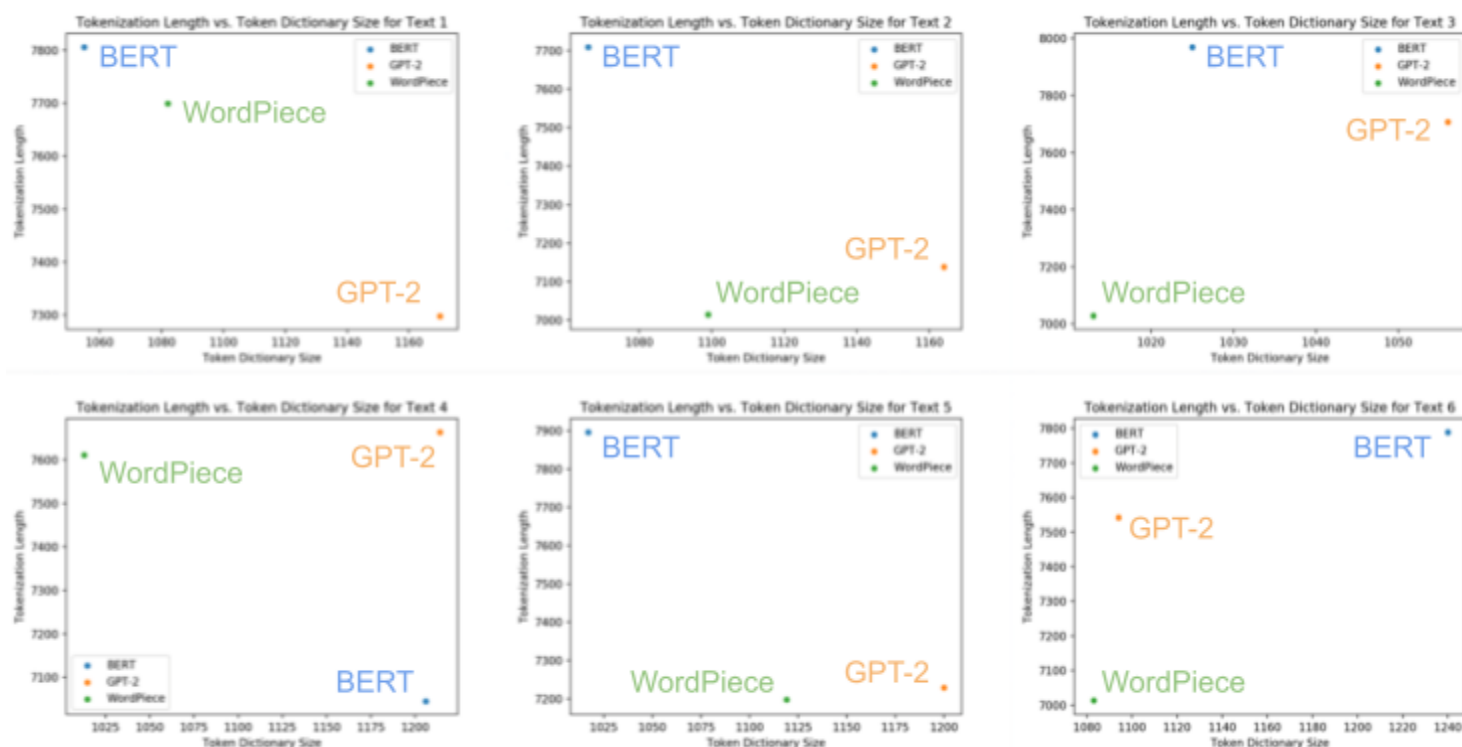 Tokenization Length vs. Token Dictionary Size for Text 1
7800
7700
7600
7500
7400
7300
Tokenization Length
BERT
WordPiece
GPT-2
BERT
GPT-2
WordPiece
1060 1080 1100 1120 1140 1160
Token Dictionary Size
Tokenization Length vs. Token Dictionary Size for Text 2
7700
7600
7500
7400
7300
7200
7100
7000
Tokenization Length
BERT
GPT-2
WordPiece
BERT
GPT-2
WordPiece
1080 1100 1120 1140 1160
Token Dictionary Size
Tokenization Length vs. Token Dictionary Size for Text 3
8000
7800
7600
7400
7200
7000
Tokenization Length
BERT
GPT-2
WordPiece
BERT
GPT-2
WordPiece
1020 1030 1040 1050
Token Dictionary Size
Tokenization Length vs. Token Dictionary Size for Text 4
7600
7500
7400
7300
7200
7100
Tokenization Length
GPT-2
WordPiece
BERT
BERT
GPT-2
WordPiece
1025 1050 1075 1100 1125 1150 1175 1200
Token Dictionary Size
Tokenization Length vs. Token Dictionary Size for Text 5
7900
7800
7700
7600
7500
7400
7300
7200
Tokenization Length
BERT
GPT-2
WordPiece
BERT
WordPiece
GPT-2
1025 1050 1075 1100 1125 1150 1175 1200
Token Dictionary Size
Tokenization Length vs. Token Dictionary Size for Text 6
7800
7700
7600
7500
7400
7300
7200
7100
7000
Tokenization Length
BERT
GPT-2
WordPiece
BERT
GPT-2
WordPiece
1080 1100 1120 1140 1160 1180 1200 1220 1240
Token Dictionary Size